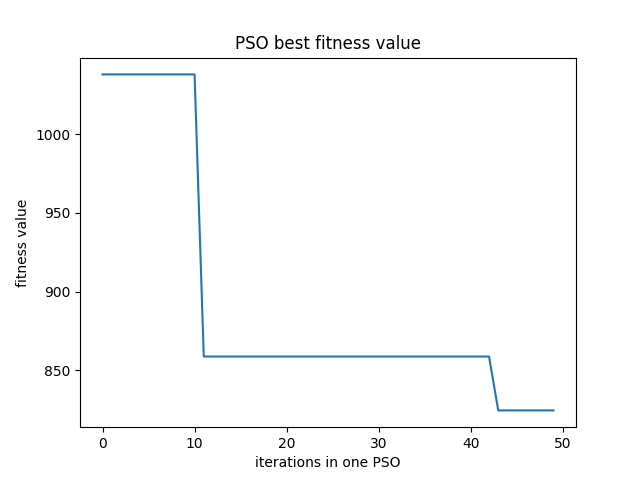 PSO best fitness value
fitness value
1000
950
900
850
0 10 20 30 40 50
iterations in one PSO